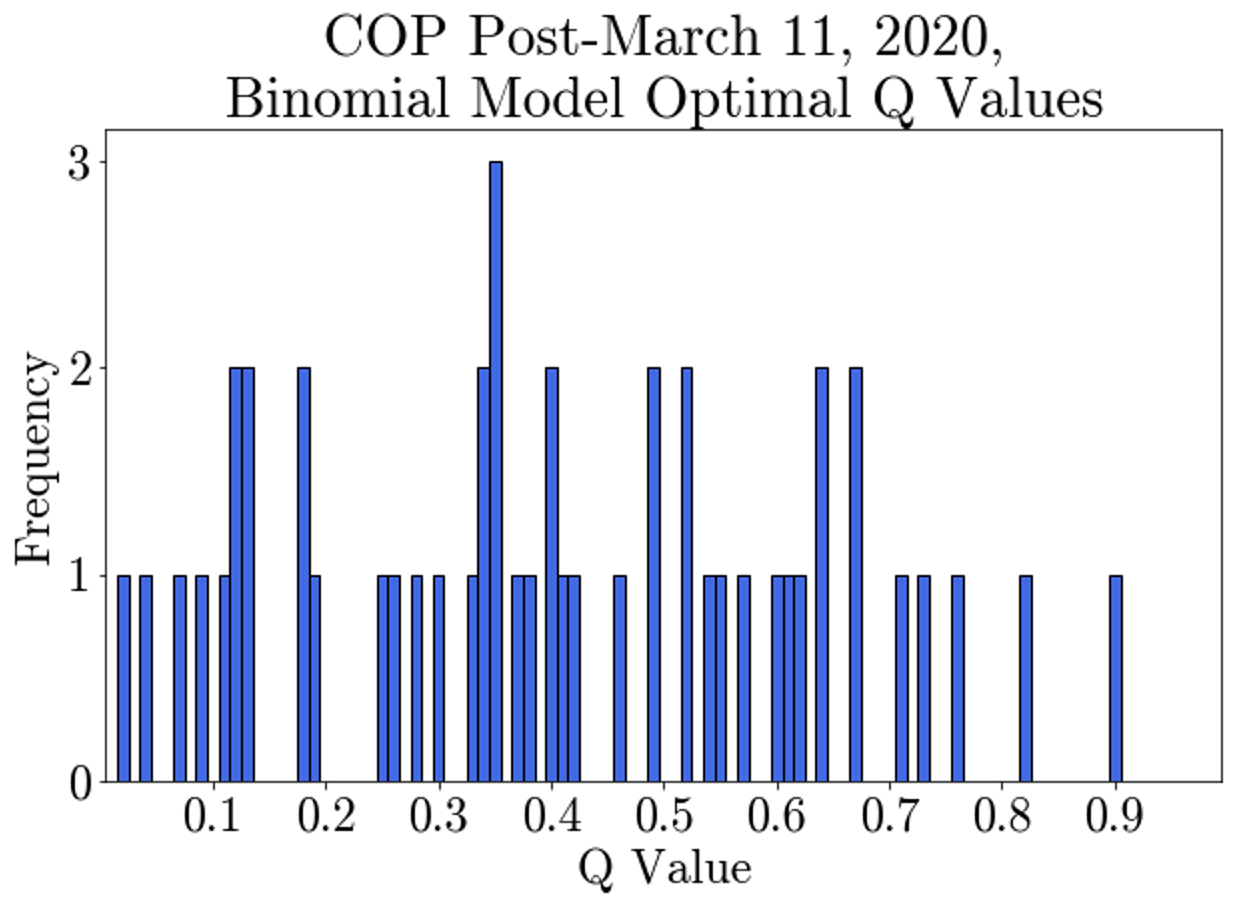 COP Post-March 11, 2020,
Binomial Model Optimal Q Values
3
2
1
0
Frequency
0.1 0.2 0.3 0.4 0.5 0.6 0.7 0.8 0.9
Q Value